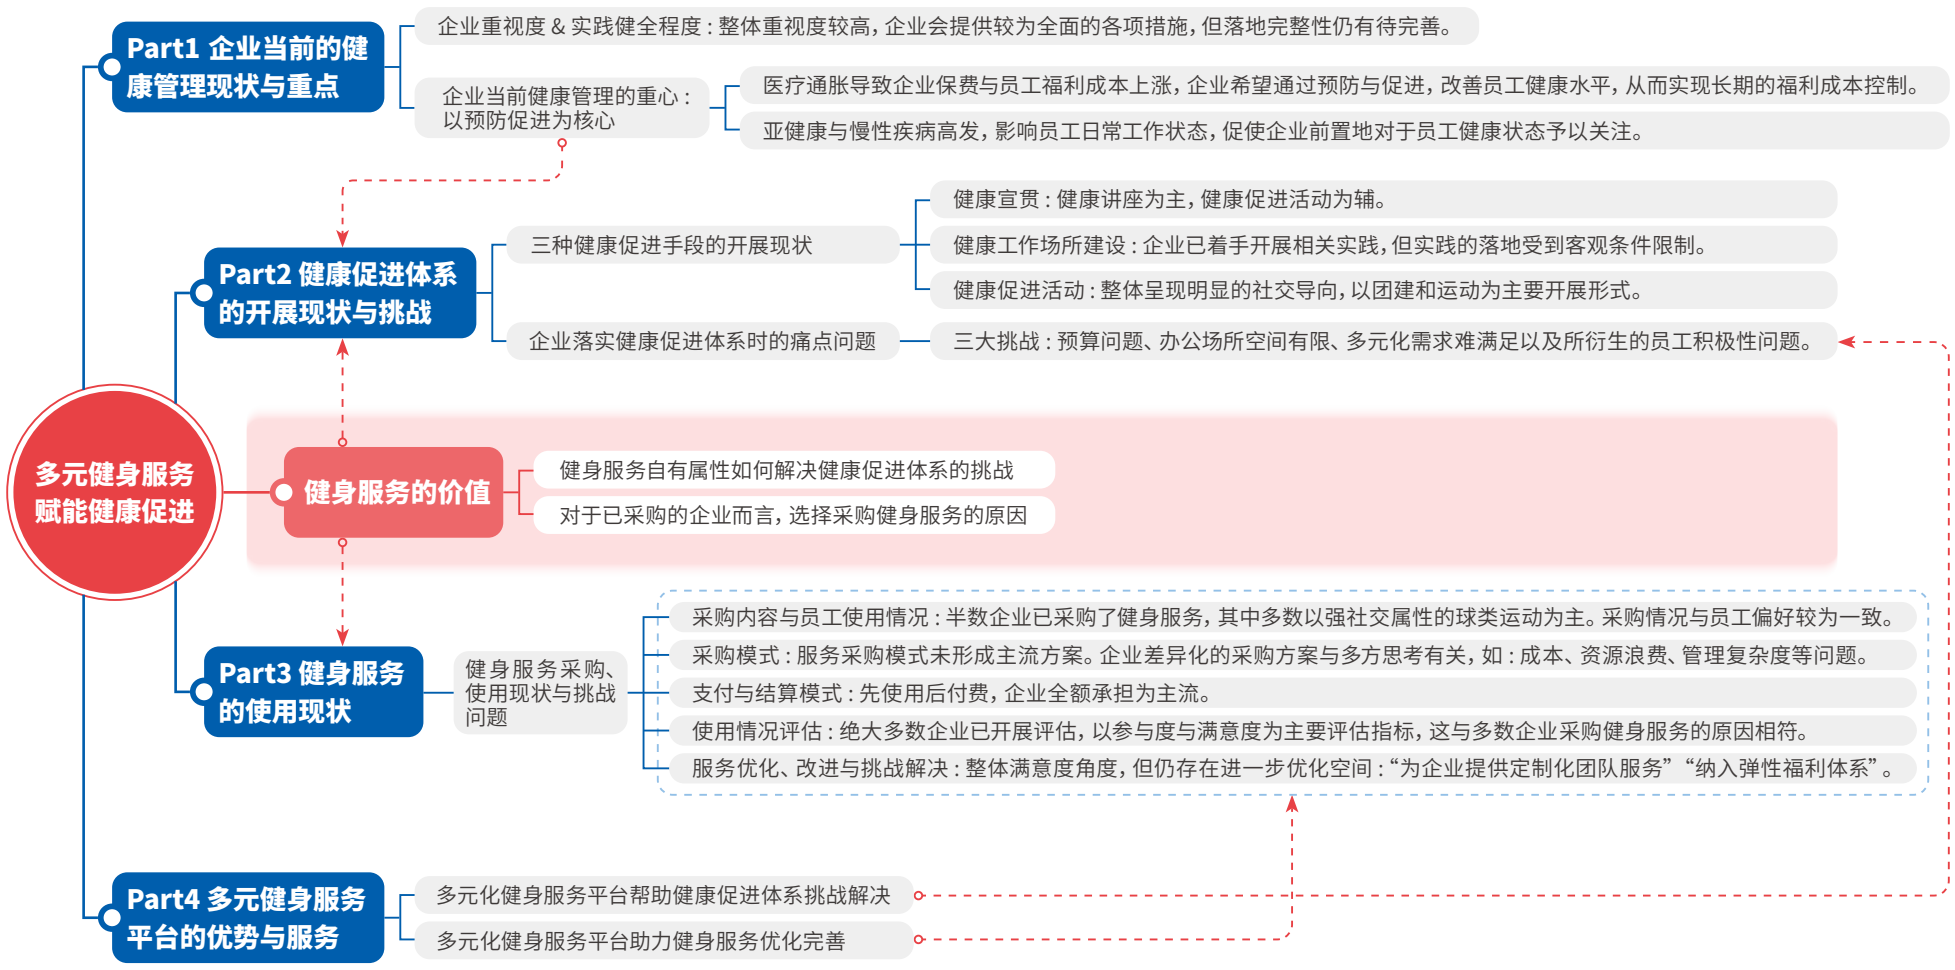 多元健身服务
赋能健康促进
Part1 企业当前的健
康管理现状与重点
企业重视度 & 实践健全程度 : 整体重视度较高, 企业会提供较为全面的各项措施, 但落地完整性仍有待完善。
企业当前健康管理的重心 :
以预防促进为核心
医疗通胀导致企业保费与员工福利成本上涨, 企业希望通过预防与促进, 改善员工健康水平, 从而实现长期的福利成本控制。
亚健康与慢性疾病高发, 影响员工日常工作状态, 促使企业前置地对于员工健康状态予以关注。
Part2 健康促进体系
的开展现状与挑战
三种健康促进手段的开展现状
健康宣贯 : 健康讲座为主, 健康促进活动为辅。
健康工作场所建设 : 企业已着手开展相关实践, 但实践的落地受到客观条件限制。
健康促进活动 : 整体呈现明显的社交导向, 以团建和运动为主要开展形式。
企业落实健康促进体系时的痛点问题
三大挑战 : 预算问题、办公场所空间有限、多元化需求难满足以及所衍生的员工积极性问题。
健身服务的价值
健身服务自有属性如何解决健康促进体系的挑战
对于已采购的企业而言, 选择采购健身服务的原因
Part3 健身服务
的使用现状
健身服务采购、
使用现状与挑战
问题
采购内容与员工使用情况 : 半数企业已采购了健身服务, 其中多数以强社交属性的球类运动为主。采购情况与员工偏好较为一致。
采购模式 : 服务采购模式未形成主流方案。企业差异化的采购方案与多方思考有关, 如 : 成本、资源浪费、管理复杂度等问题。
支付与结算模式 : 先使用后付费, 企业全额承担为主流。
使用情况评估 : 绝大多数企业已开展评估, 以参与度与满意度为主要评估指标, 这与多数企业采购健身服务的原因相符。
服务优化、改进与挑战解决 : 整体满意度角度, 但仍存在进一步优化空间 : “为企业提供定制化团队服务” “纳入弹性福利体系” 。
Part4 多元健身服务
平台的优势与服务
多元化健身服务平台帮助健康促进体系挑战解决
多元化健身服务平台助力健身服务优化完善